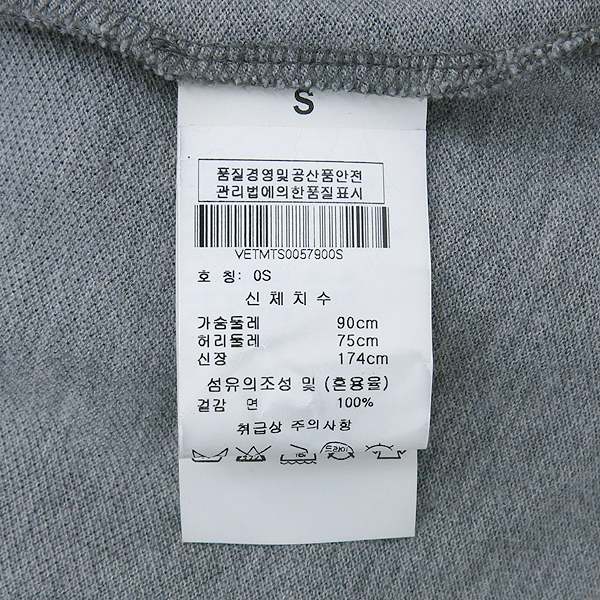 S
품질경영및공산품안전
관리법에의한품질표시
VETMTS0057900S
호 칭: 0S
신체치수
가슴둘레 90cm
허리둘레 75cm
신장 174cm
섬유의조성 및 (혼용율)
겉감 면 100%
취급상 주의사항
드라이